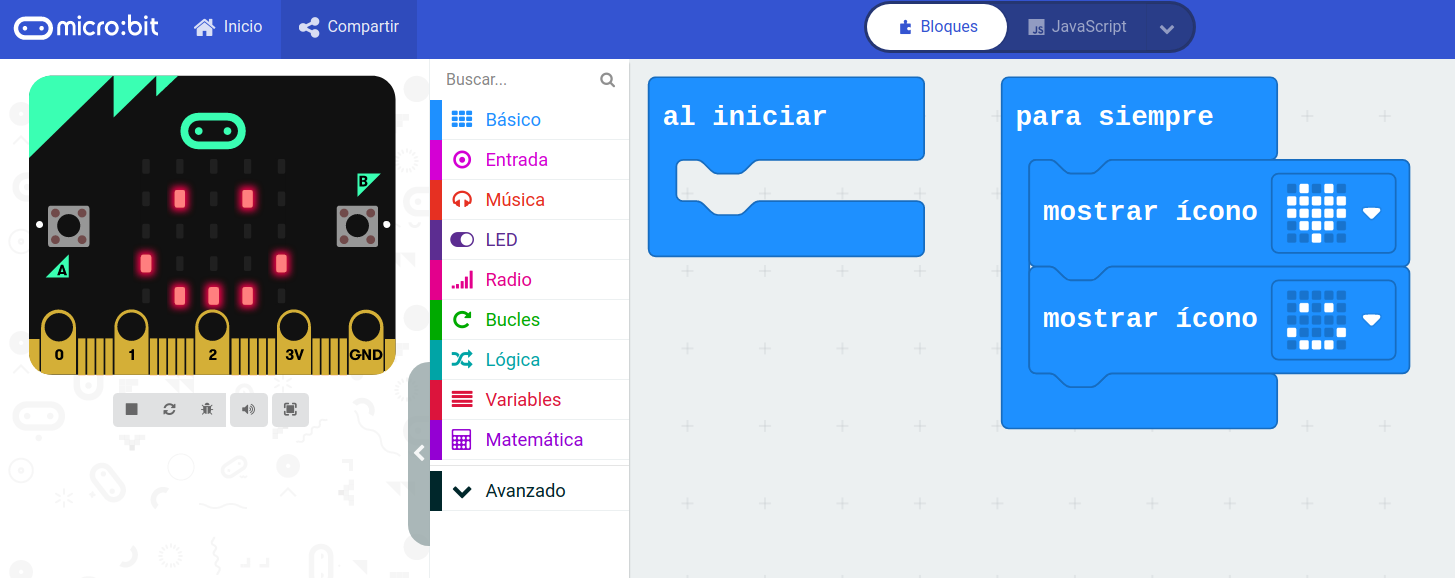 micro:bit
Inicio
Compartir
Bloques
JS JavaScript
Buscar...
Básico
Entrada
Música
LED
Radio
Bucles
Lógica
Variables
Matemática
Avanzado
A
B
0 1 2 3V GND
al iniciar
para siempre
mostrar ícono
mostrar ícono